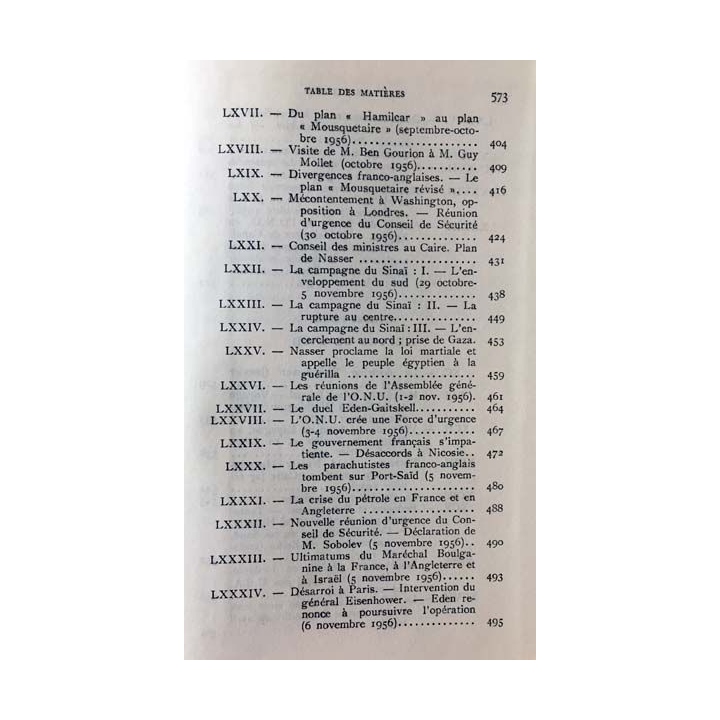 TABLE DES MATIÈRES 573
LXVII. — Du plan « Hamilcar » au plan
« Mousquetaire » (septembre-octo-
bre 1956)................ 404
LXVIII. — Visite de M. Ben Gourion à M. Guy
Mollet (octobre 1956).......... 409
LXIX. — Divergences franco-anglaises. — Le
plan « Mousquetaire révisé ».... 416
LXX. — Mécontentement à Washington, op-
position à Londres. — Réunion
d'urgence du Conseil de Sécurité
(30 octobre 1956)............. 424
LXXI. — Conseil des ministres au Caire. Plan
de Nasser .................. 431
LXXII. — La campagne du Sinaï : I. — L'en-
veloppement du sud (29 octobre-
5 novembre 1956)............. 438
LXXIII. — La campagne du Sinaï : II. — La
rupture au centre.............. 449
LXXIV. — La campagne du Sinaï : III. — L'en-
cerclement au nord ; prise de Gaza. 453
LXXV. — Nasser proclame la loi martiale et
appelle le peuple égyptien à la
guérilla .................... 459
LXXVI. — Les réunions de l'Assemblée géné-
rale de l'O.N.U. (1-2 nov. 1956). 461
LXXVII. — Le duel Eden-Gaitskell........... 464
LXXVIII. — L'O.N.U. crée une Force d'urgence
(3-4 novembre 1956)............ 467
LXXIX. — Le gouvernement français s'impa-
tiente. — Désaccords à Nicosie.. 472
LXXX. — Les parachutistes franco-anglais
tombent sur Port-Saïd (5 novem-
bre 1956).................. 480
LXXXI. — La crise du pétrole en France et en
Angleterre .................. 488
LXXXII. — Nouvelle réunion d'urgence du Con-
seil de Sécurité. — Déclaration de
M. Sobolev (5 novembre 1956).. 490
LXXXIII. — Ultimatums du Maréchal Boulga-
nine à la France, à l'Angleterre et
à Israël (5 novembre 1956)...... 493
LXXXIV. — Désarroi à Paris. — Intervention du
général Eisenhower. — Eden re-
nonce à poursuivre l'opération
(6 novembre 1956)............. 495